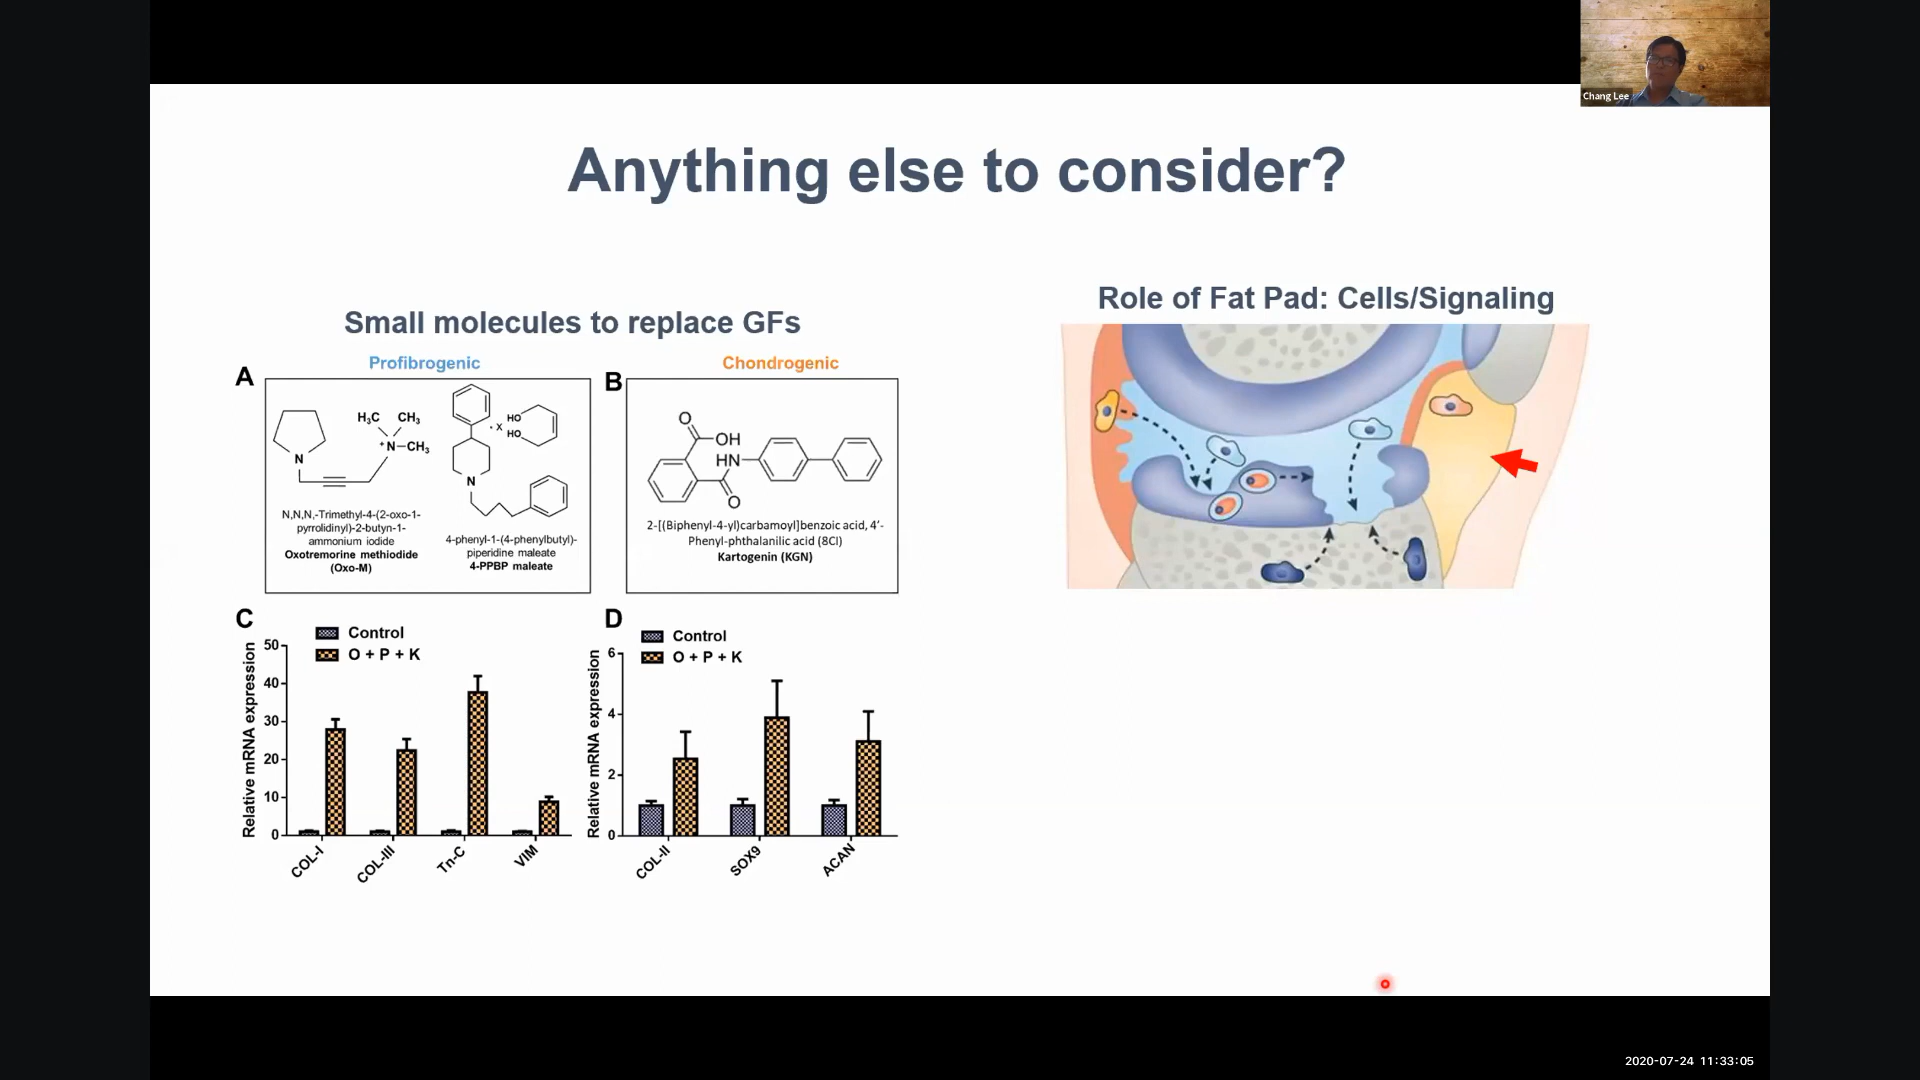 Chang Lee
Anything else to consider?
Small molecules to replace GFs
Profibrogenic
Chondrogenic
A
H₃C CH₃
⁺N—CH₃
N
N,N,N,-Trimethyl-4-(2-oxo-1-
pyrrolidinyl)-2-butyn-1-
ammonium iodide
Oxotremorine methiodide
(Oxo-M)
HO
· X
HO
N
4-phenyl-1-(4-phenylbutyl)-
piperidine maleate
4-PPBP maleate
B
O
OH
HN
O
2-[(Biphenyl-4-yl)carbamoyl]benzoic acid, 4’-
Phenyl-phthalanilic acid (8CI)
Kartogenin (KGN)
C
Control
O + P + K
Relative mRNA expression
50
40
30
20
10
0
COL-I
COL-III
Tn-C
VIM
D
Control
O + P + K
Relative mRNA expression
6
4
2
0
COL-II
SOX9
ACAN
Role of Fat Pad: Cells/Signaling
2020-07-24 11:33:05